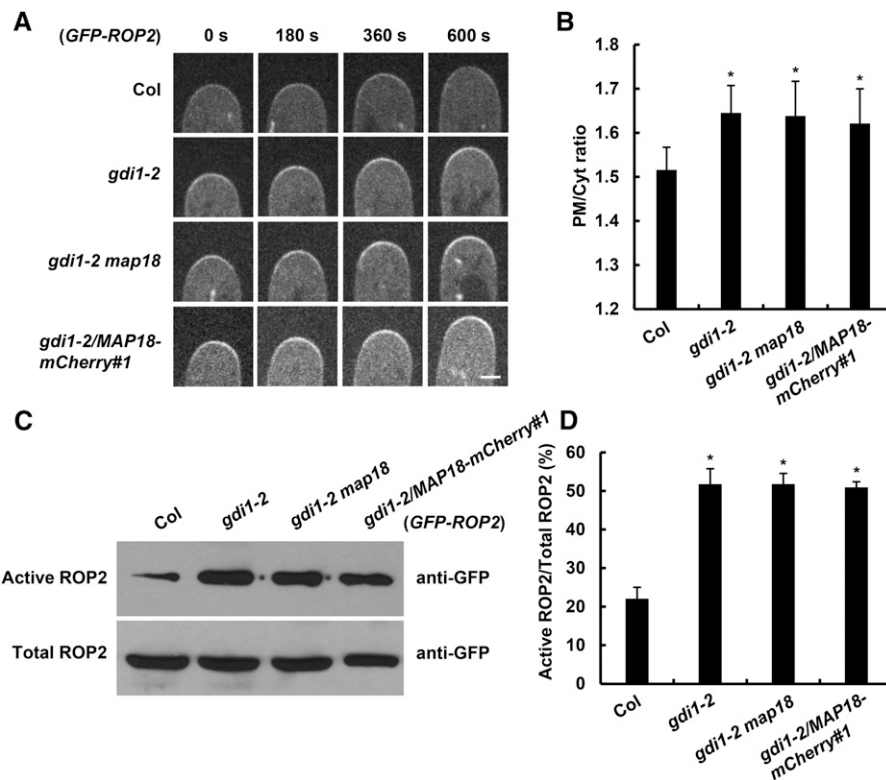 A
(GFP-ROP2) 0 s 180 s 360 s 600 s
Col
gdi1-2
gdi1-2 map18
gdi1-2/MAP18-
mCherry#1
B
PM/Cyt ratio
1.8
1.7
1.6
1.5
1.4
1.3
1.2
* * *
Col
gdi1-2
gdi1-2 map18
gdi1-2/MAP18-
mCherry#1
C
Col
gdi1-2
gdi1-2 map18
gdi1-2/MAP18-mCherry#1
(GFP-ROP2)
Active ROP2 anti-GFP
Total ROP2 anti-GFP
D
Active ROP2/Total ROP2 (%)
60
50
40
30
20
10
0
* * *
Col
gdi1-2
gdi1-2 map18
gdi1-2/MAP18-
mCherry#1